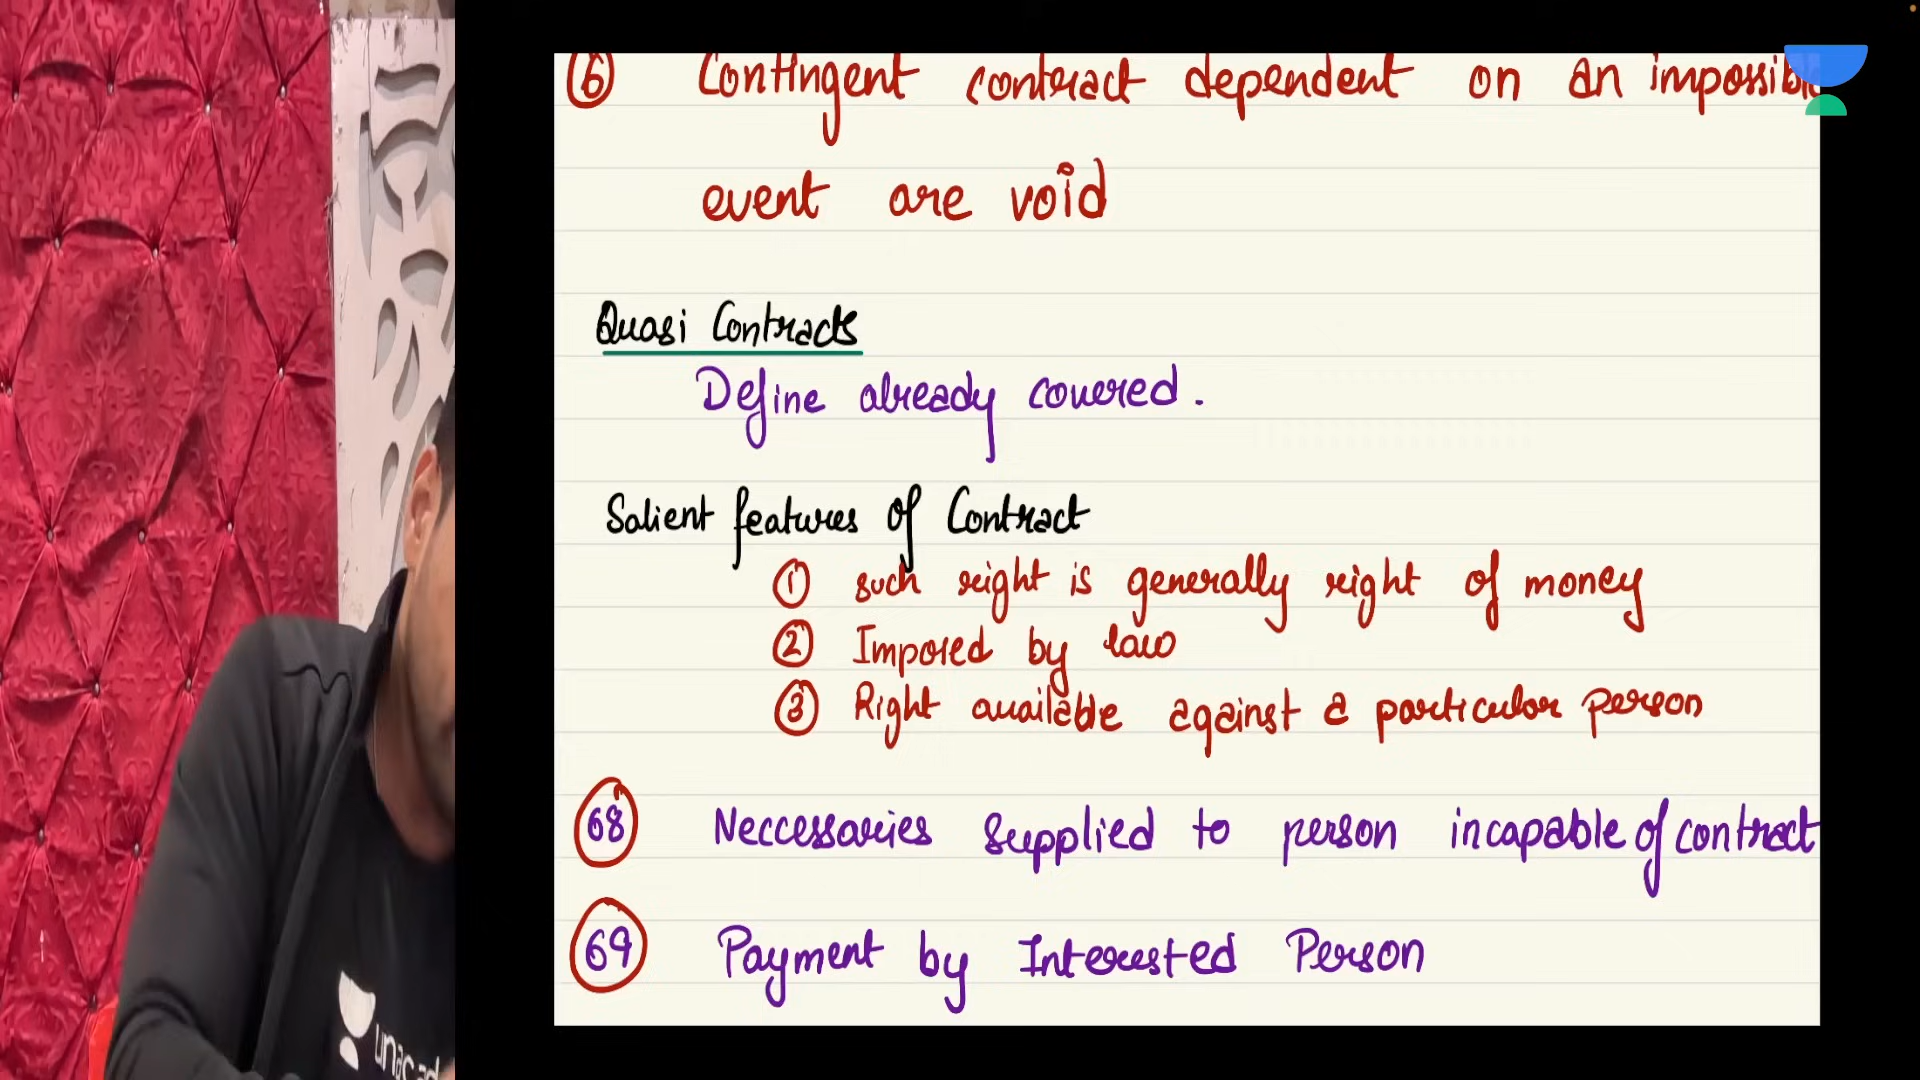 6 Contingent contract dependent on an impossible
event are void
Quasi Contracts
Define already covered.
Salient features of Contract
1 such right is generally right of money
2 Imposed by law
3 Right available against a particular person
68 Neccessaries supplied to person incapable of contract
69 Payment by Interested Person
unacad